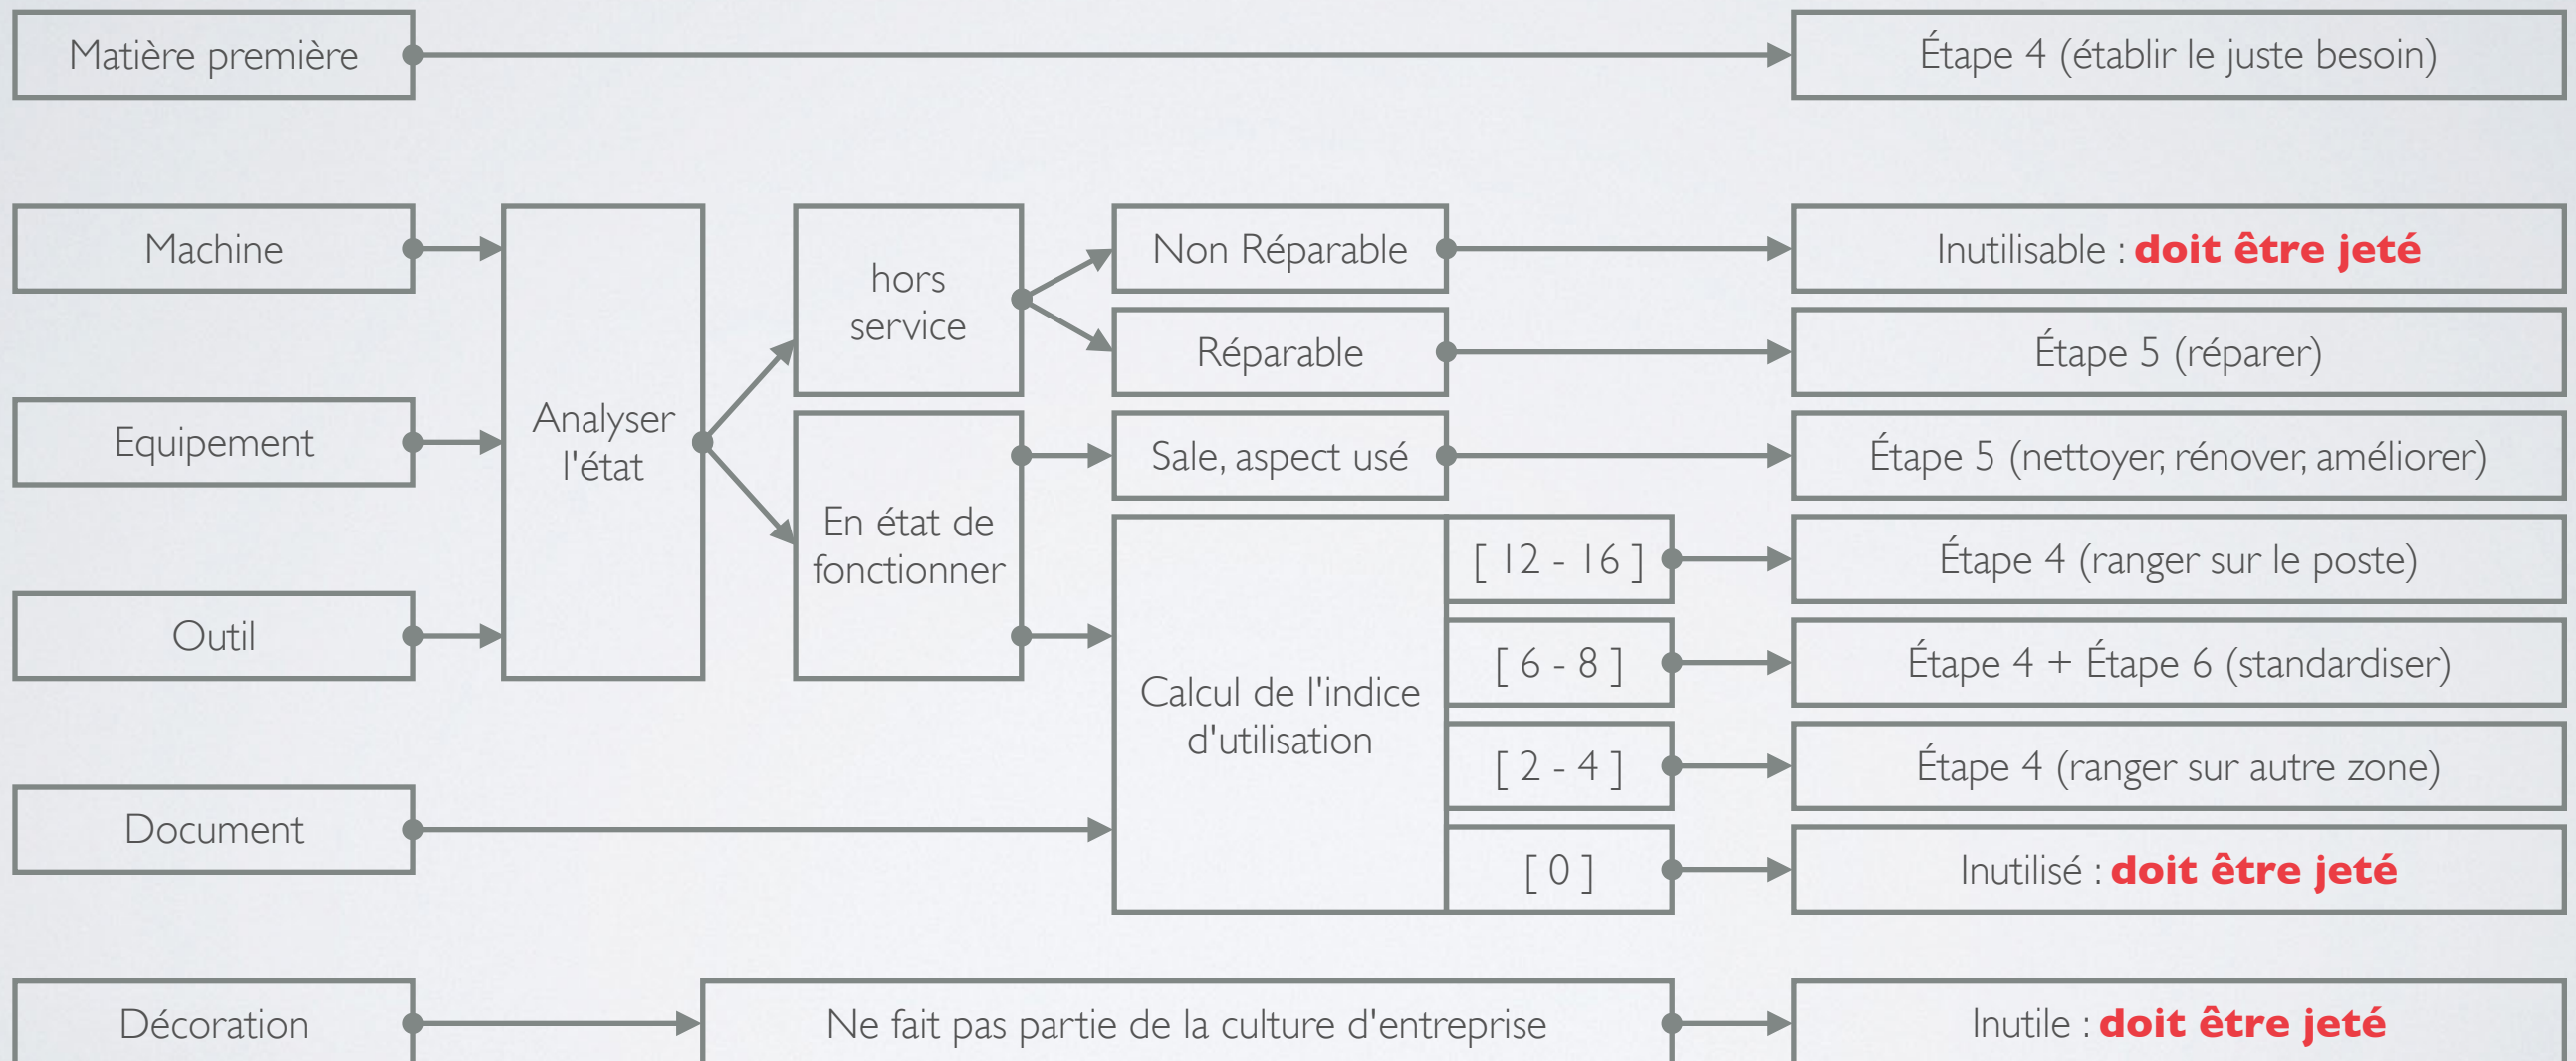 Matière première
Étape 4 (établir le juste besoin)
Machine
Analyser
l'état
hors
service
Non Réparable
Inutilisable : doit être jeté
Réparable
Étape 5 (réparer)
Equipement
En état de
fonctionner
Sale, aspect usé
Étape 5 (nettoyer, rénover, améliorer)
Outil
Calcul de l'indice
d'utilisation
[ 12 - 16 ]
Étape 4 (ranger sur le poste)
[ 6 - 8 ]
Étape 4 + Étape 6 (standardiser)
[ 2 - 4 ]
Étape 4 (ranger sur autre zone)
Document
[ 0 ]
Inutilisé : doit être jeté
Décoration
Ne fait pas partie de la culture d'entreprise
Inutile : doit être jeté